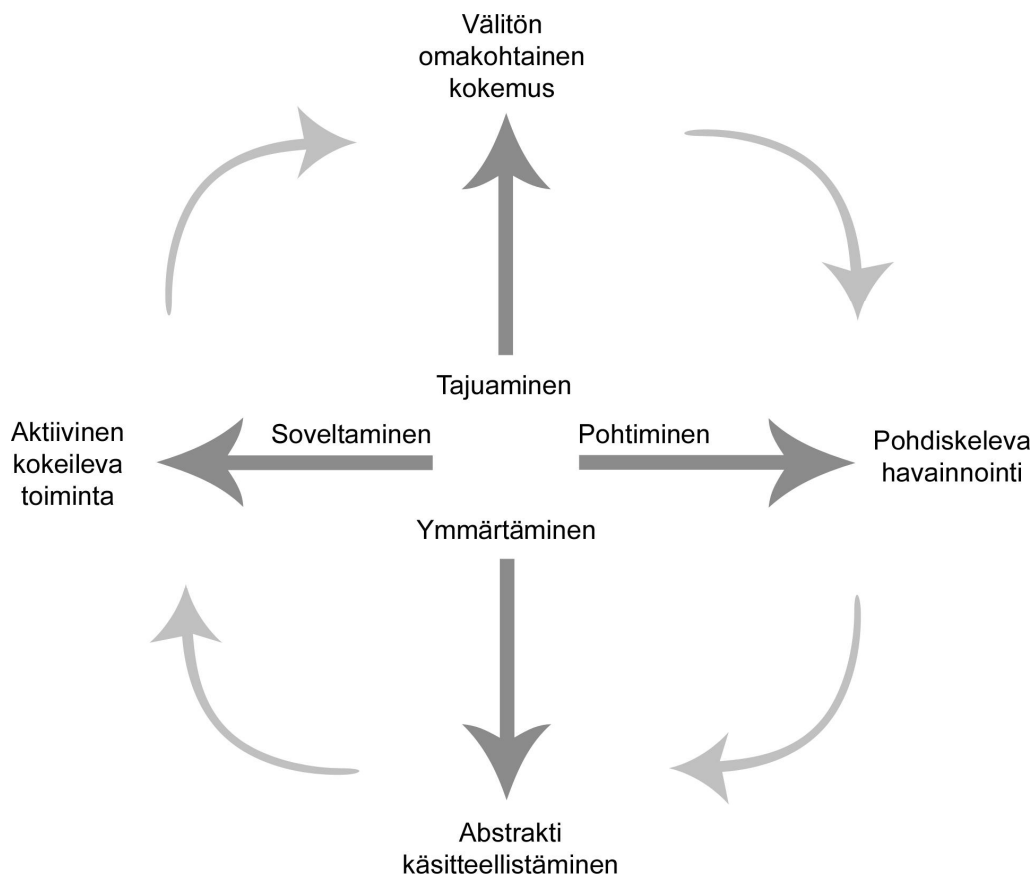 Välitön
omakohtainen
kokemus
Tajuaminen
Aktiivinen
kokeileva
toiminta
Soveltaminen
Pohtiminen
Pohdiskeleva
havainnointi
Ymmärtäminen
Abstrakti
käsitteellistäminen